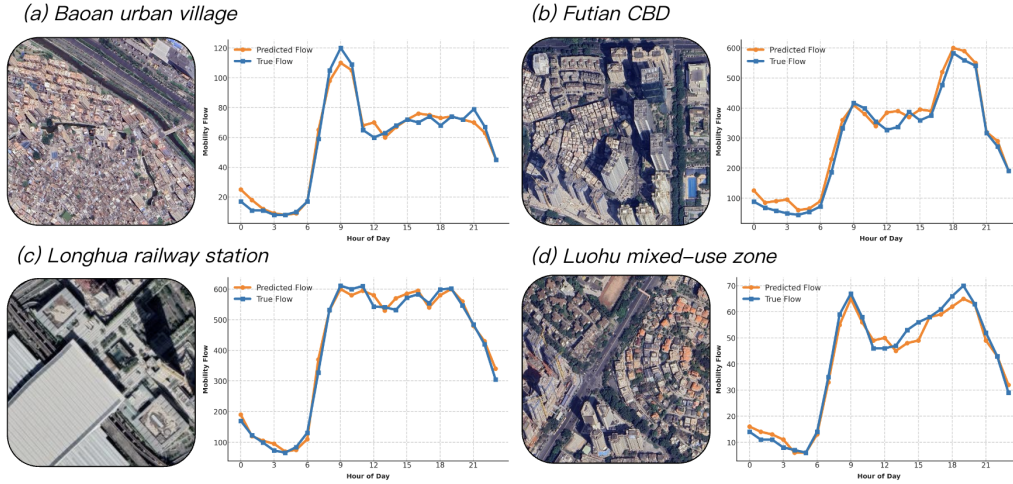 (a) Baoan urban village
Predicted Flow
True Flow
120
100
80
60
40
20
Mobility Flow
0 3 6 9 12 15 18 21
Hour of Day
(b) Futian CBD
Predicted Flow
True Flow
600
500
400
300
200
100
Mobility Flow
0 3 6 9 12 15 18 21
Hour of Day
(c) Longhua railway station
Predicted Flow
True Flow
600
500
400
300
200
100
Mobility Flow
0 3 6 9 12 15 18 21
Hour of Day
(d) Luohu mixed-use zone
Predicted Flow
True Flow
70
60
50
40
30
20
10
Mobility Flow
0 3 6 9 12 15 18 21
Hour of Day